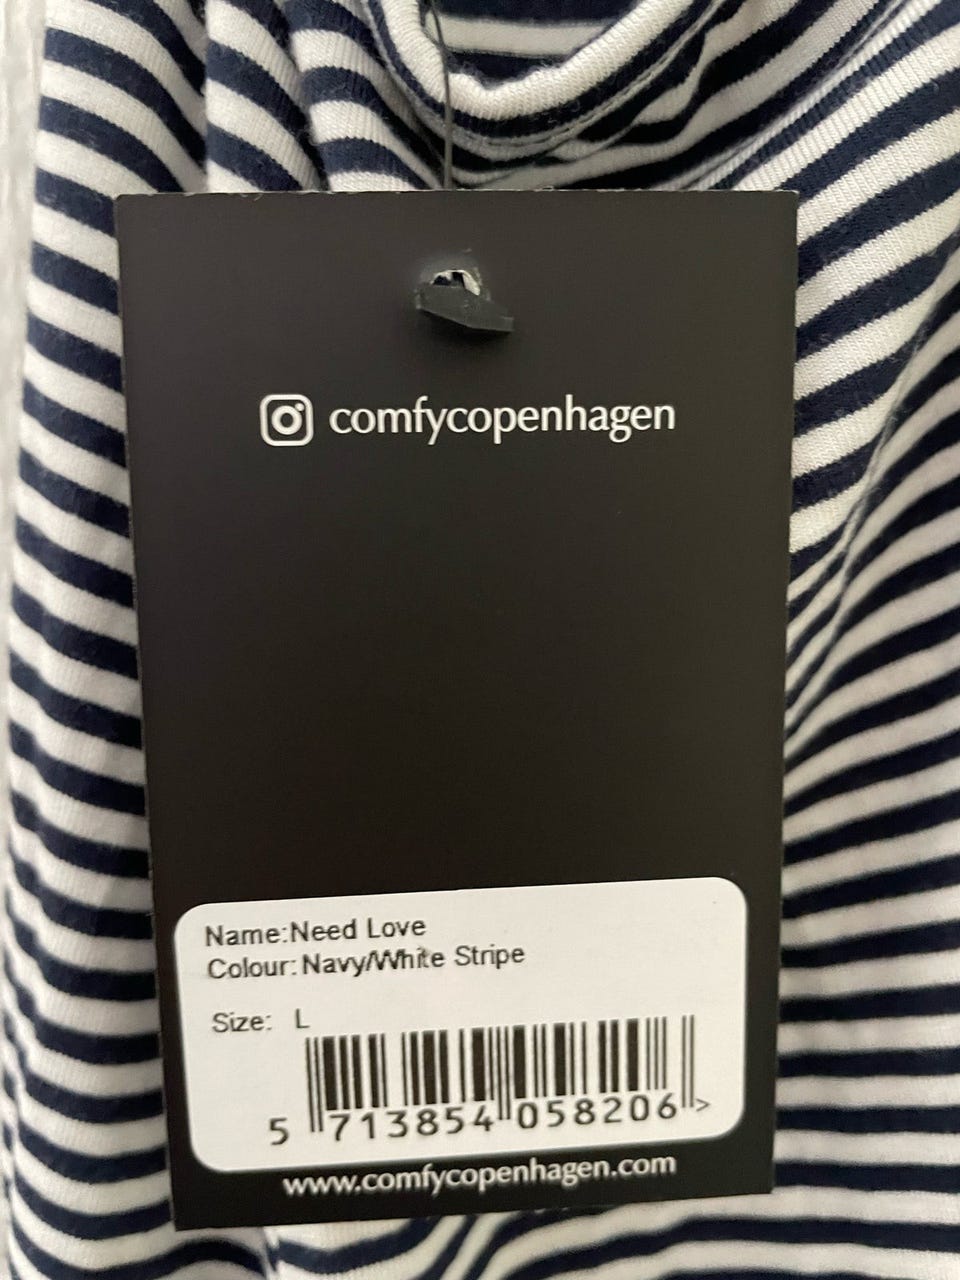 comfycopenhagen
Name:Need Love
Colour: Navy/White Stripe
Size: L
5 713854 058206 >
www.comfycopenhagen.com